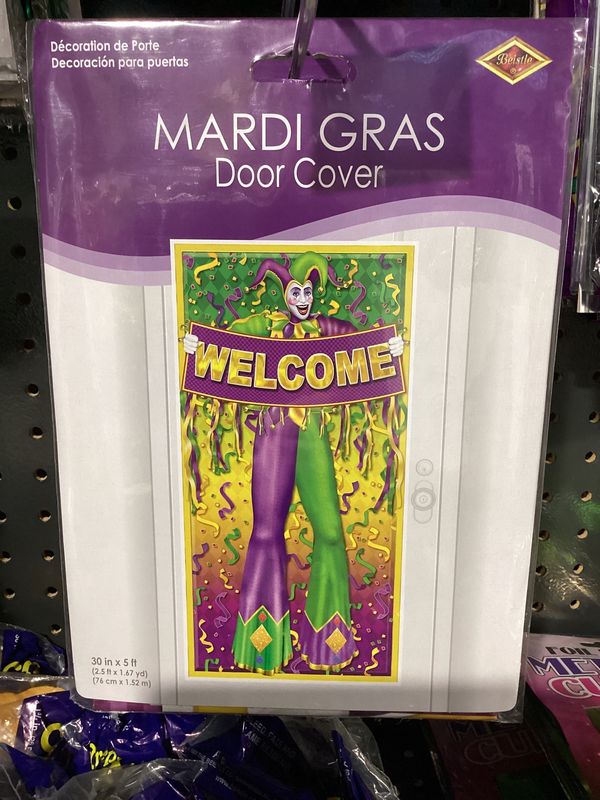 Décoration de Porte
Decoración para puertas
Beistle
MARDI GRAS
Door Cover
WELCOME
30 in x 5 ft
(2.5 ft x 1.67 yd)
(76 cm x 1.52 m)